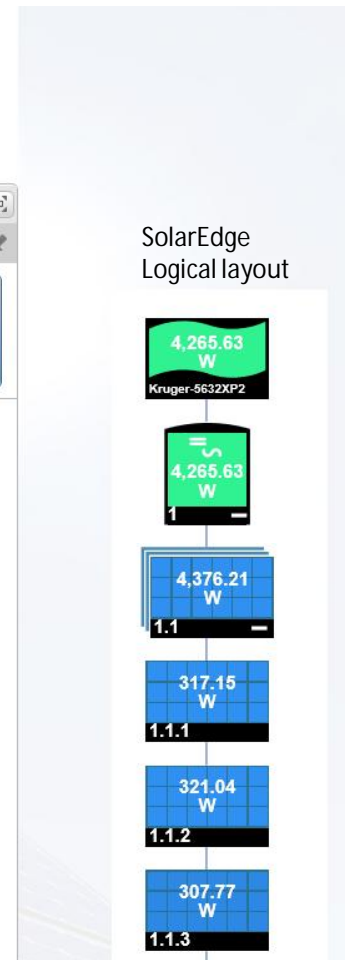 SolarEdge
Logical layout
4,265.63
W
Kruger-5632XP2
4,265.63
W
1
4,376.21
W
1.1
317.15
W
1.1.1
321.04
W
1.1.2
307.77
W
1.1.3